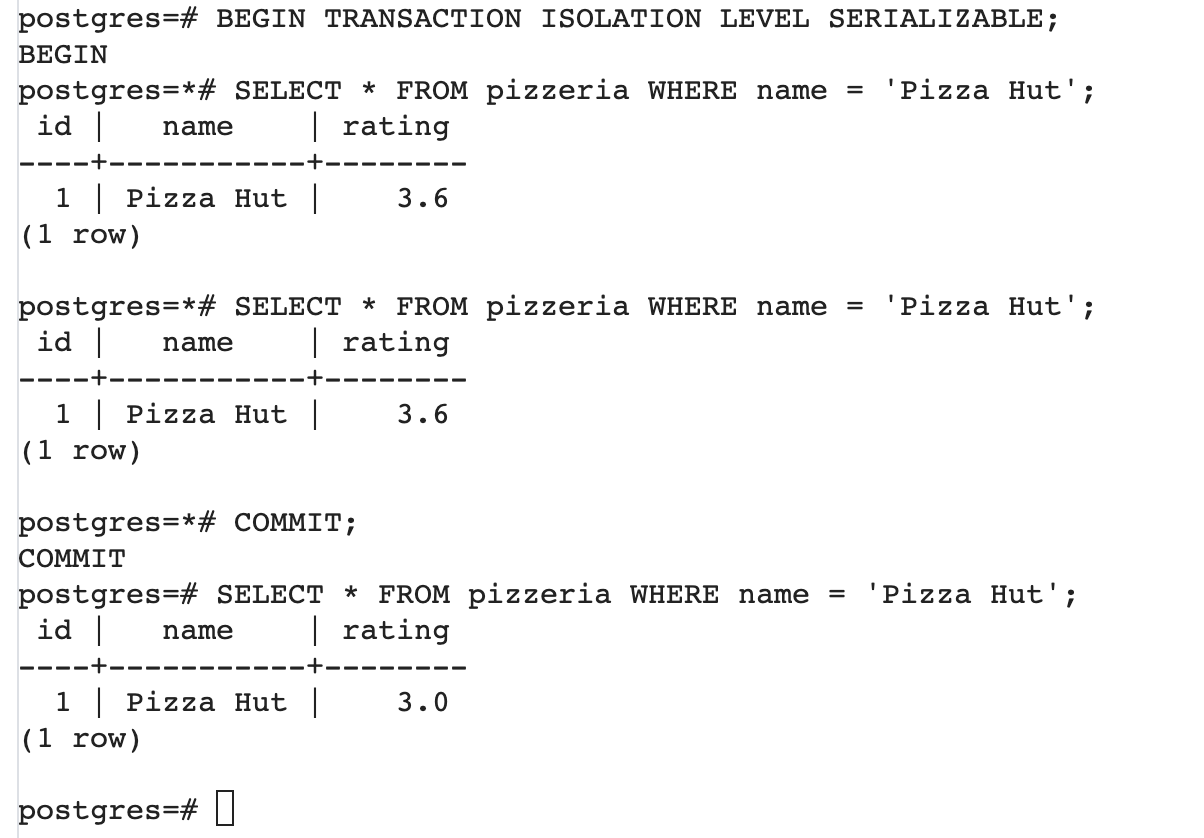 postgres=# BEGIN TRANSACTION ISOLATION LEVEL SERIALIZABLE;
BEGIN
postgres=*# SELECT * FROM pizzeria WHERE name = 'Pizza Hut';
 id |   name    | rating
----+-----------+--------
  1 | Pizza Hut |    3.6
(1 row)

postgres=*# SELECT * FROM pizzeria WHERE name = 'Pizza Hut';
 id |   name    | rating
----+-----------+--------
  1 | Pizza Hut |    3.6
(1 row)

postgres=*# COMMIT;
COMMIT
postgres=# SELECT * FROM pizzeria WHERE name = 'Pizza Hut';
 id |   name    | rating
----+-----------+--------
  1 | Pizza Hut |    3.0
(1 row)

postgres=#